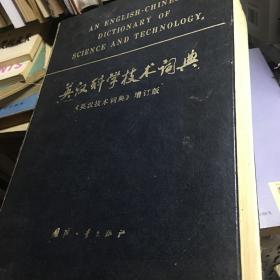 AN ENGLISH-CHINESE
DICTIONARY OF
SCIENCE AND TECHNOLOGY
英汉科学技术词典
《英汉技术词典》增订版
国防工业出版社